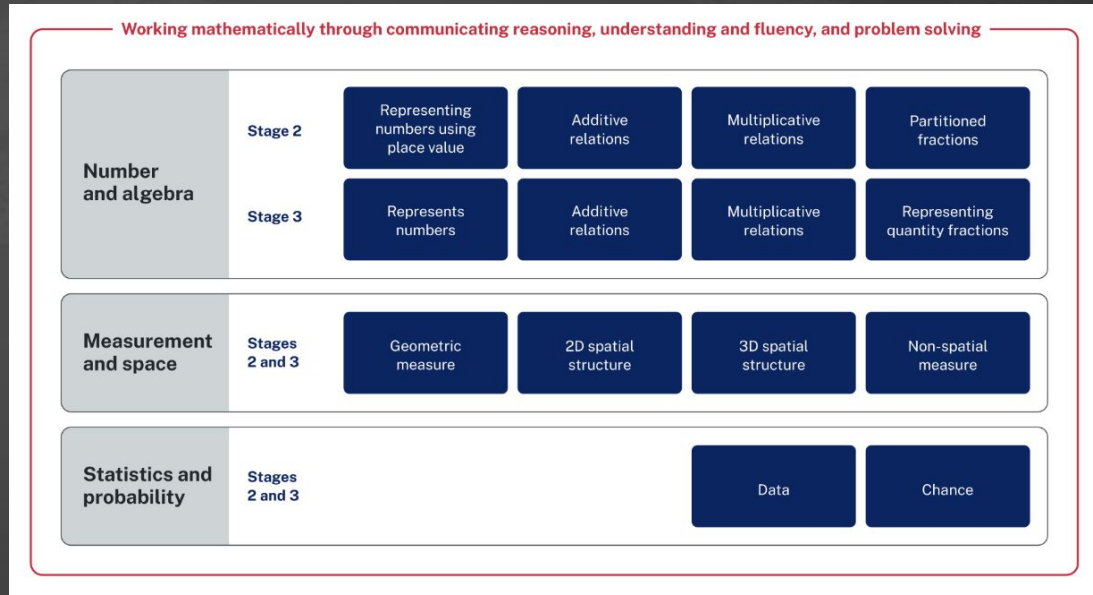 Working mathematically through communicating reasoning, understanding and fluency, and problem solving
Number
and algebra
Stage 2
Representing
numbers using
place value
Additive
relations
Multiplicative
relations
Partitioned
fractions
Stage 3
Represents
numbers
Additive
relations
Multiplicative
relations
Representing
quantity fractions
Measurement
and space
Stages
2 and 3
Geometric
measure
2D spatial
structure
3D spatial
structure
Non-spatial
measure
Statistics and
probability
Stages
2 and 3
Data
Chance